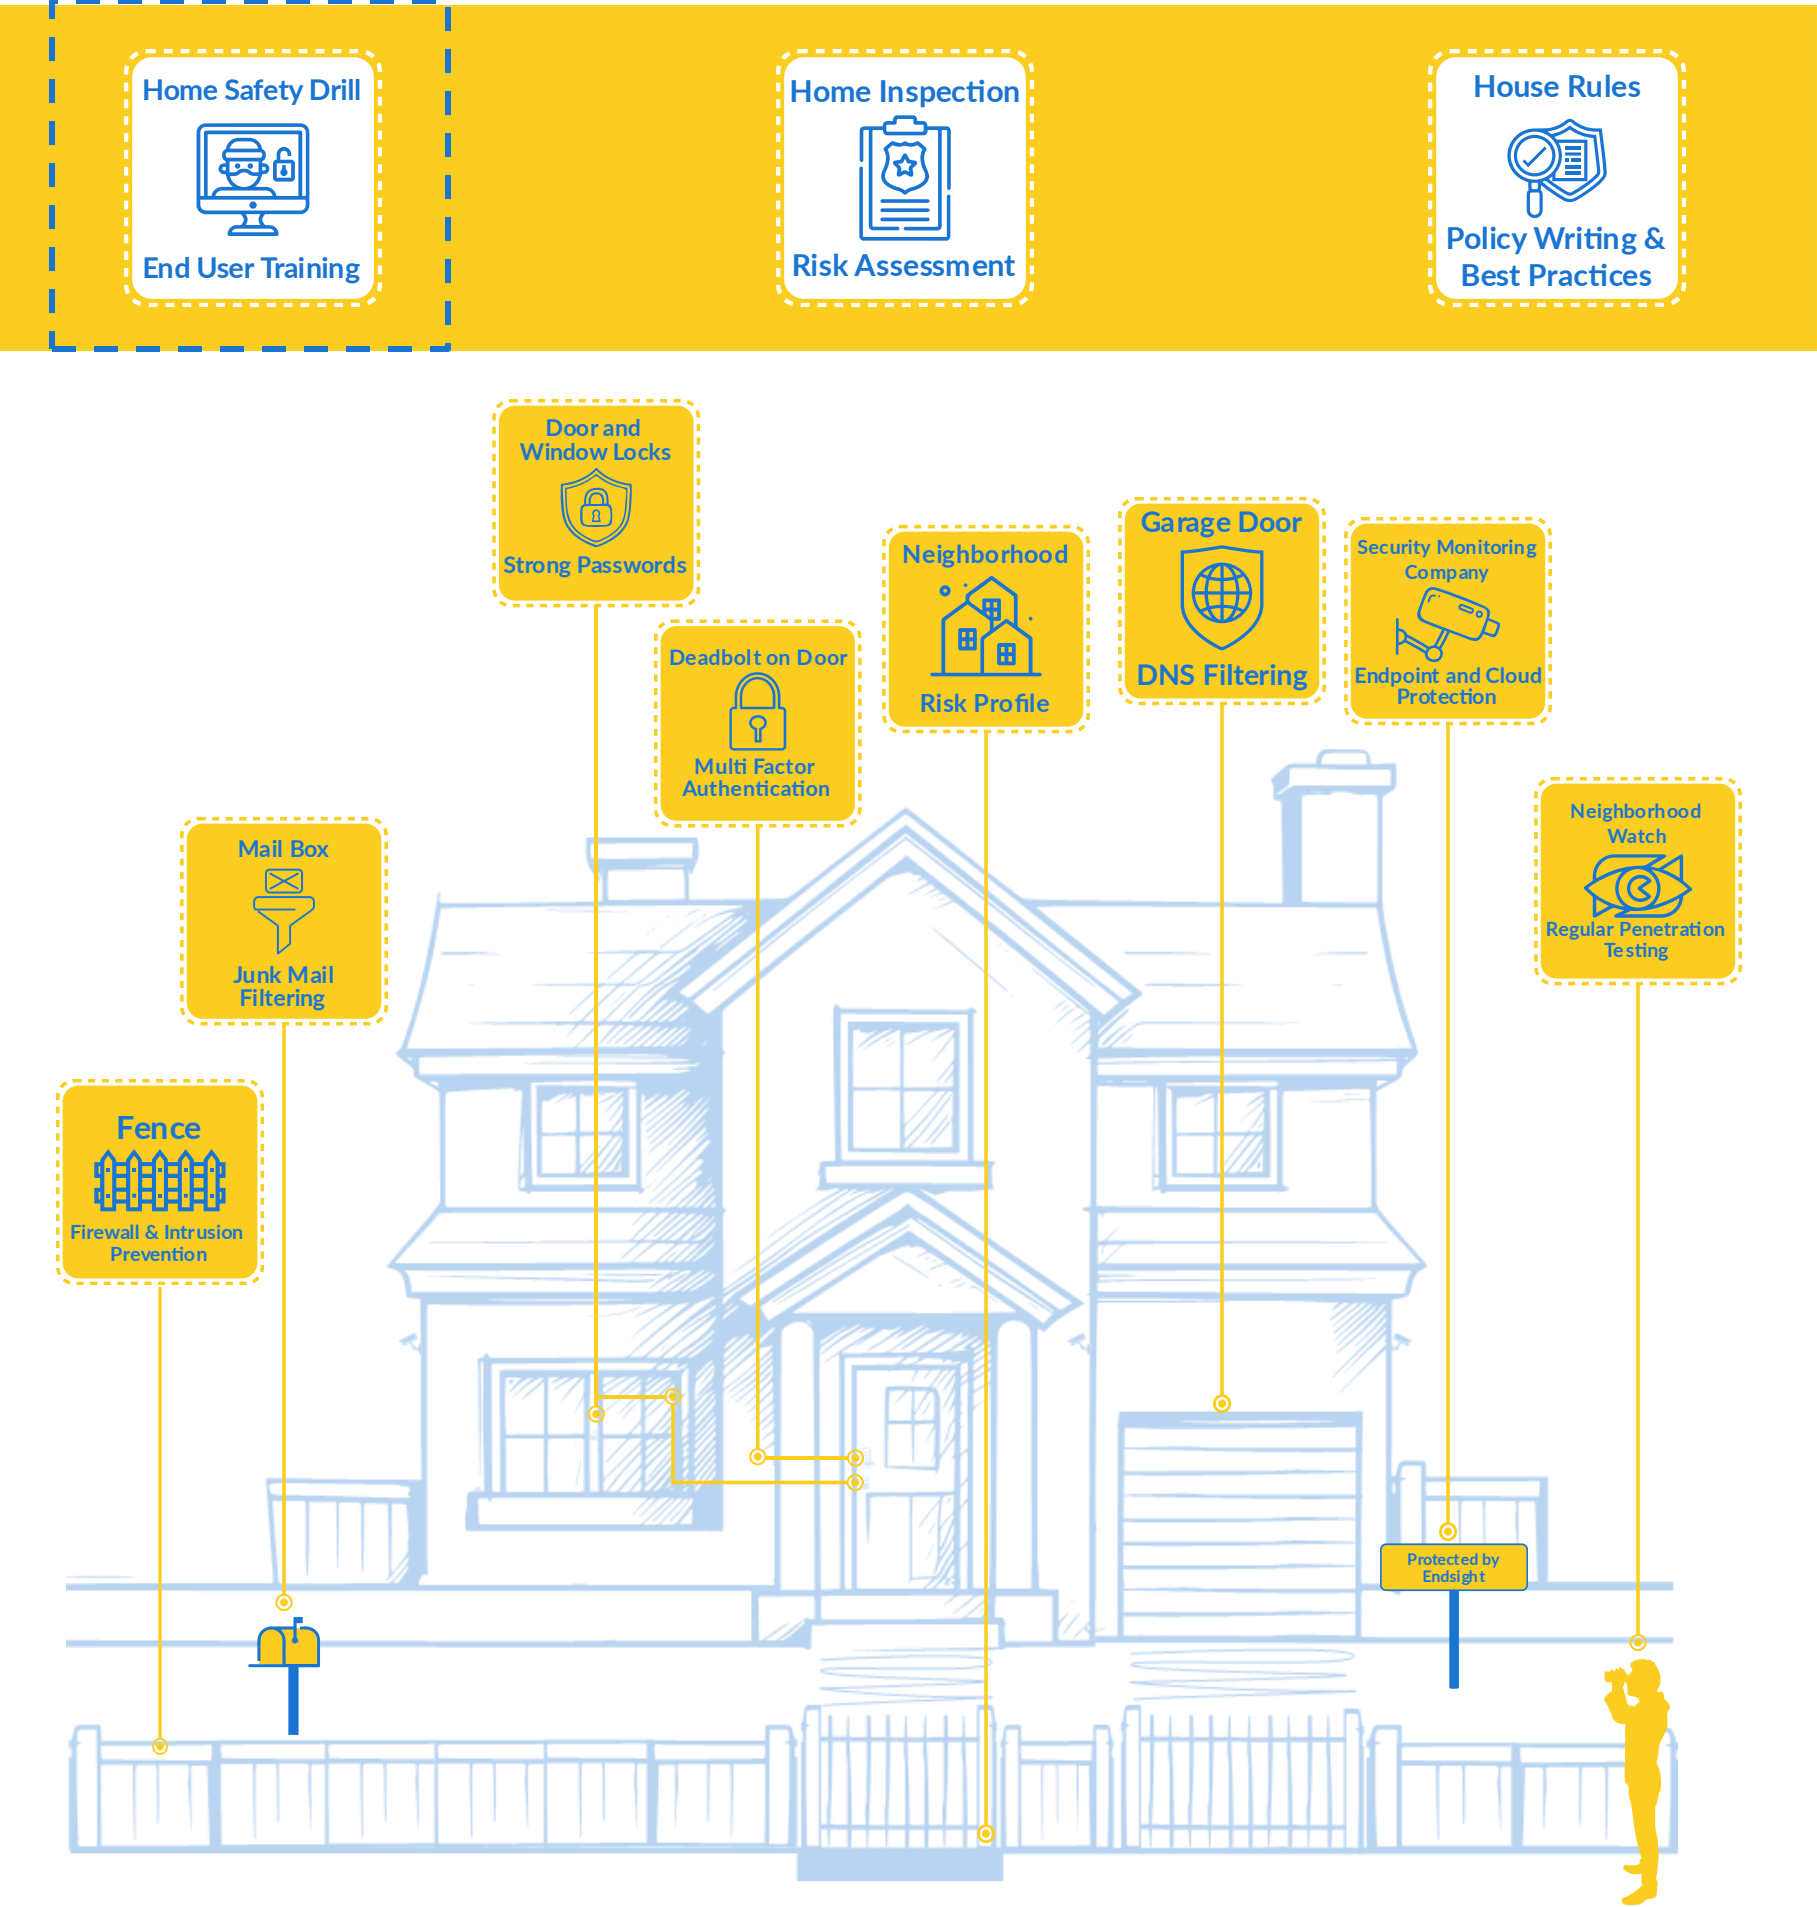 Home Safety Drill
End User Training
Home Inspection
Risk Assessment
House Rules
Policy Writing &
Best Practices
Door and
Window Locks
Strong Passwords
Deadbolt on Door
Multi Factor
Authentication
Neighborhood
Risk Profile
Garage Door
DNS Filtering
Security Monitoring
Company
Endpoint and Cloud
Protection
Neighborhood
Watch
Regular Penetration
Testing
Mail Box
Junk Mail
Filtering
Fence
Firewall & Intrusion
Prevention
Protected by
Endsight